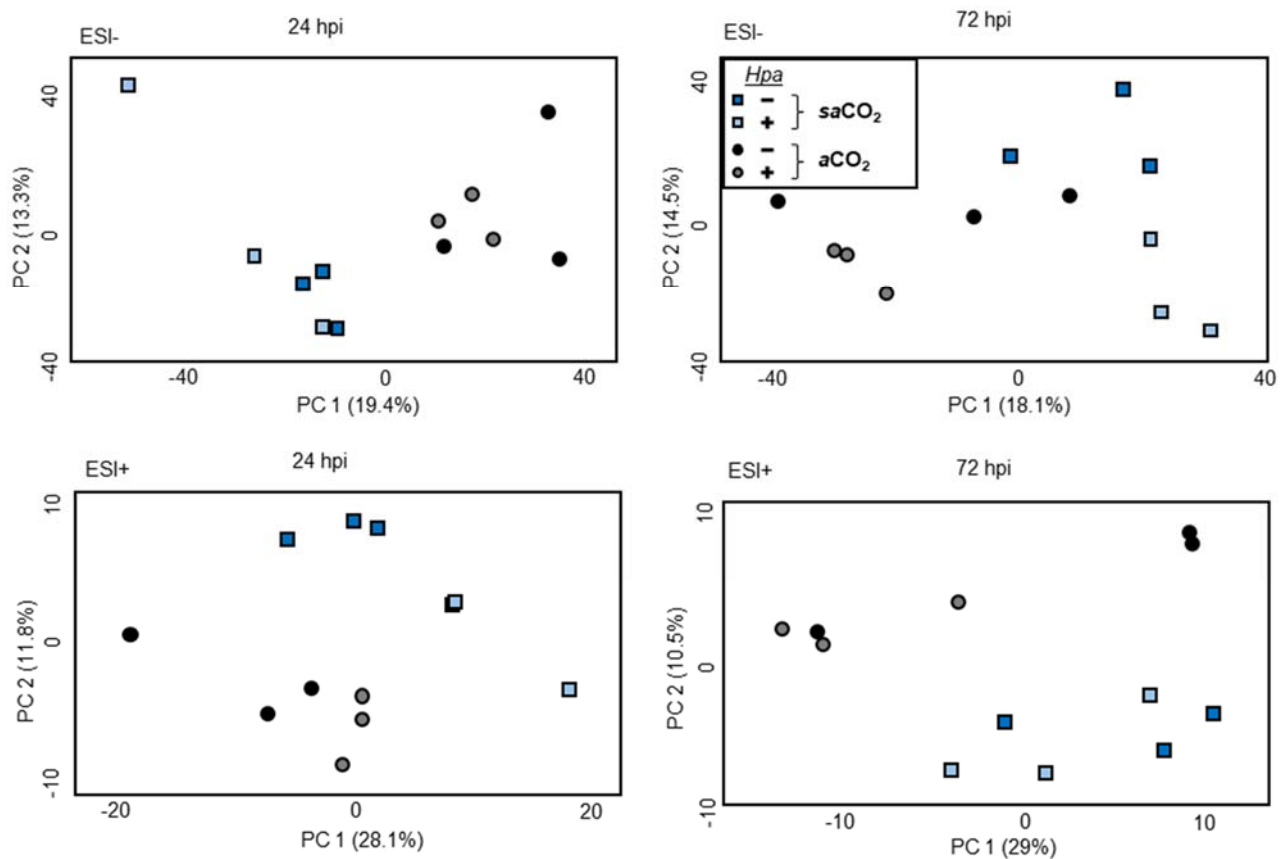 ESI-
24 hpi
40
0
-40
PC 2 (13.3%)
-40
0
40
PC 1 (19.4%)
ESI-
72 hpi
Hpa
−
+
saCO₂
−
+
aCO₂
40
0
-40
PC 2 (14.5%)
-40
0
40
PC 1 (18.1%)
ESI+
24 hpi
10
0
-10
PC 2 (11.8%)
-20
0
20
PC 1 (28.1%)
ESI+
72 hpi
10
0
-10
PC 2 (10.5%)
-10
0
10
PC 1 (29%)